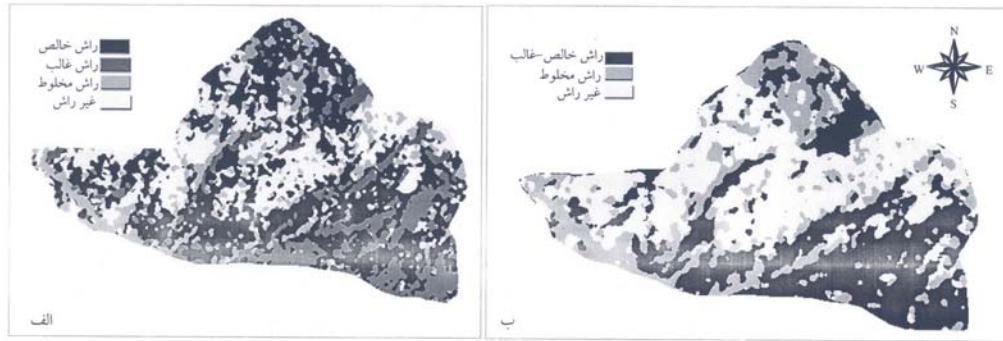 راش خالص
راش غالب
راش مخلوط
غیر راش
الف
راش خالص-غالب
راش مخلوط
غیر راش
N
W E
S
ب